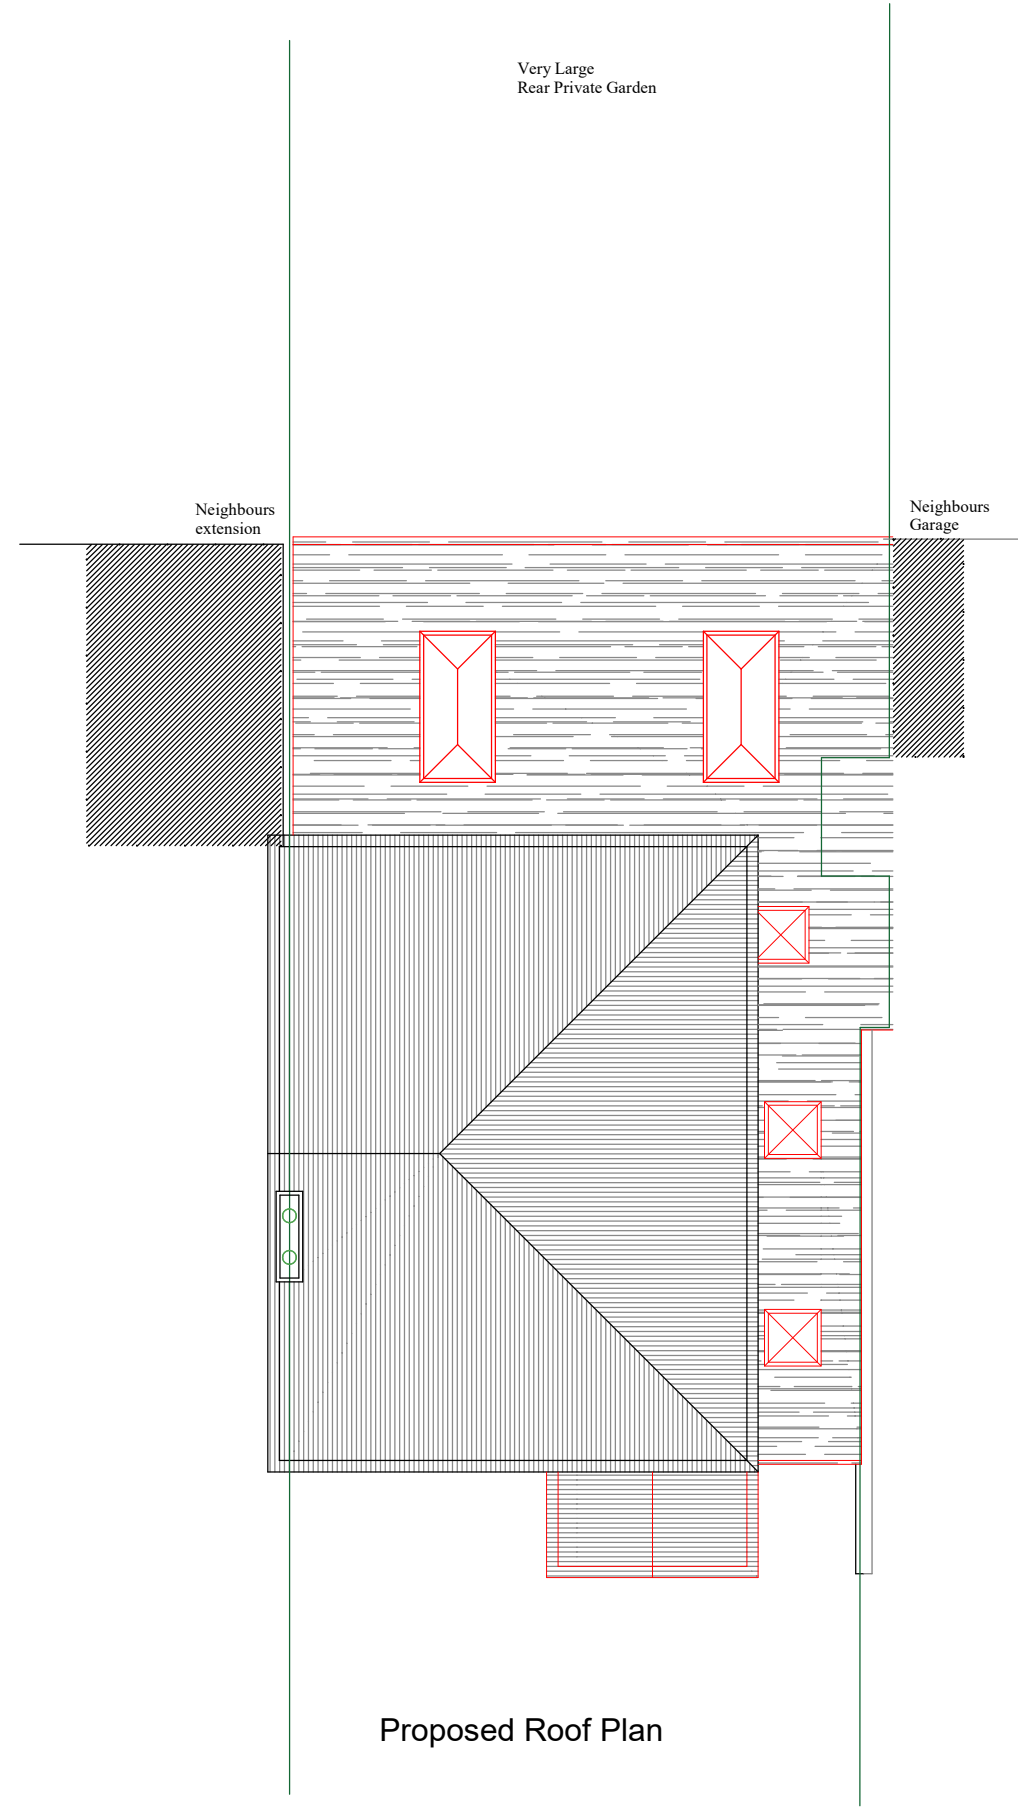 Very Large
Rear Private Garden
Neighbours
extension
Neighbours
Garage
Proposed Roof Plan